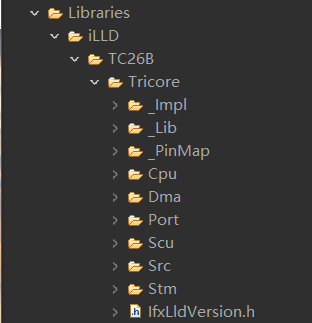 Libraries
iLLD
TC26B
Tricore
_Impl
_Lib
_PinMap
Cpu
Dma
Port
Scu
Src
Stm
.h IfxLldVersion.h